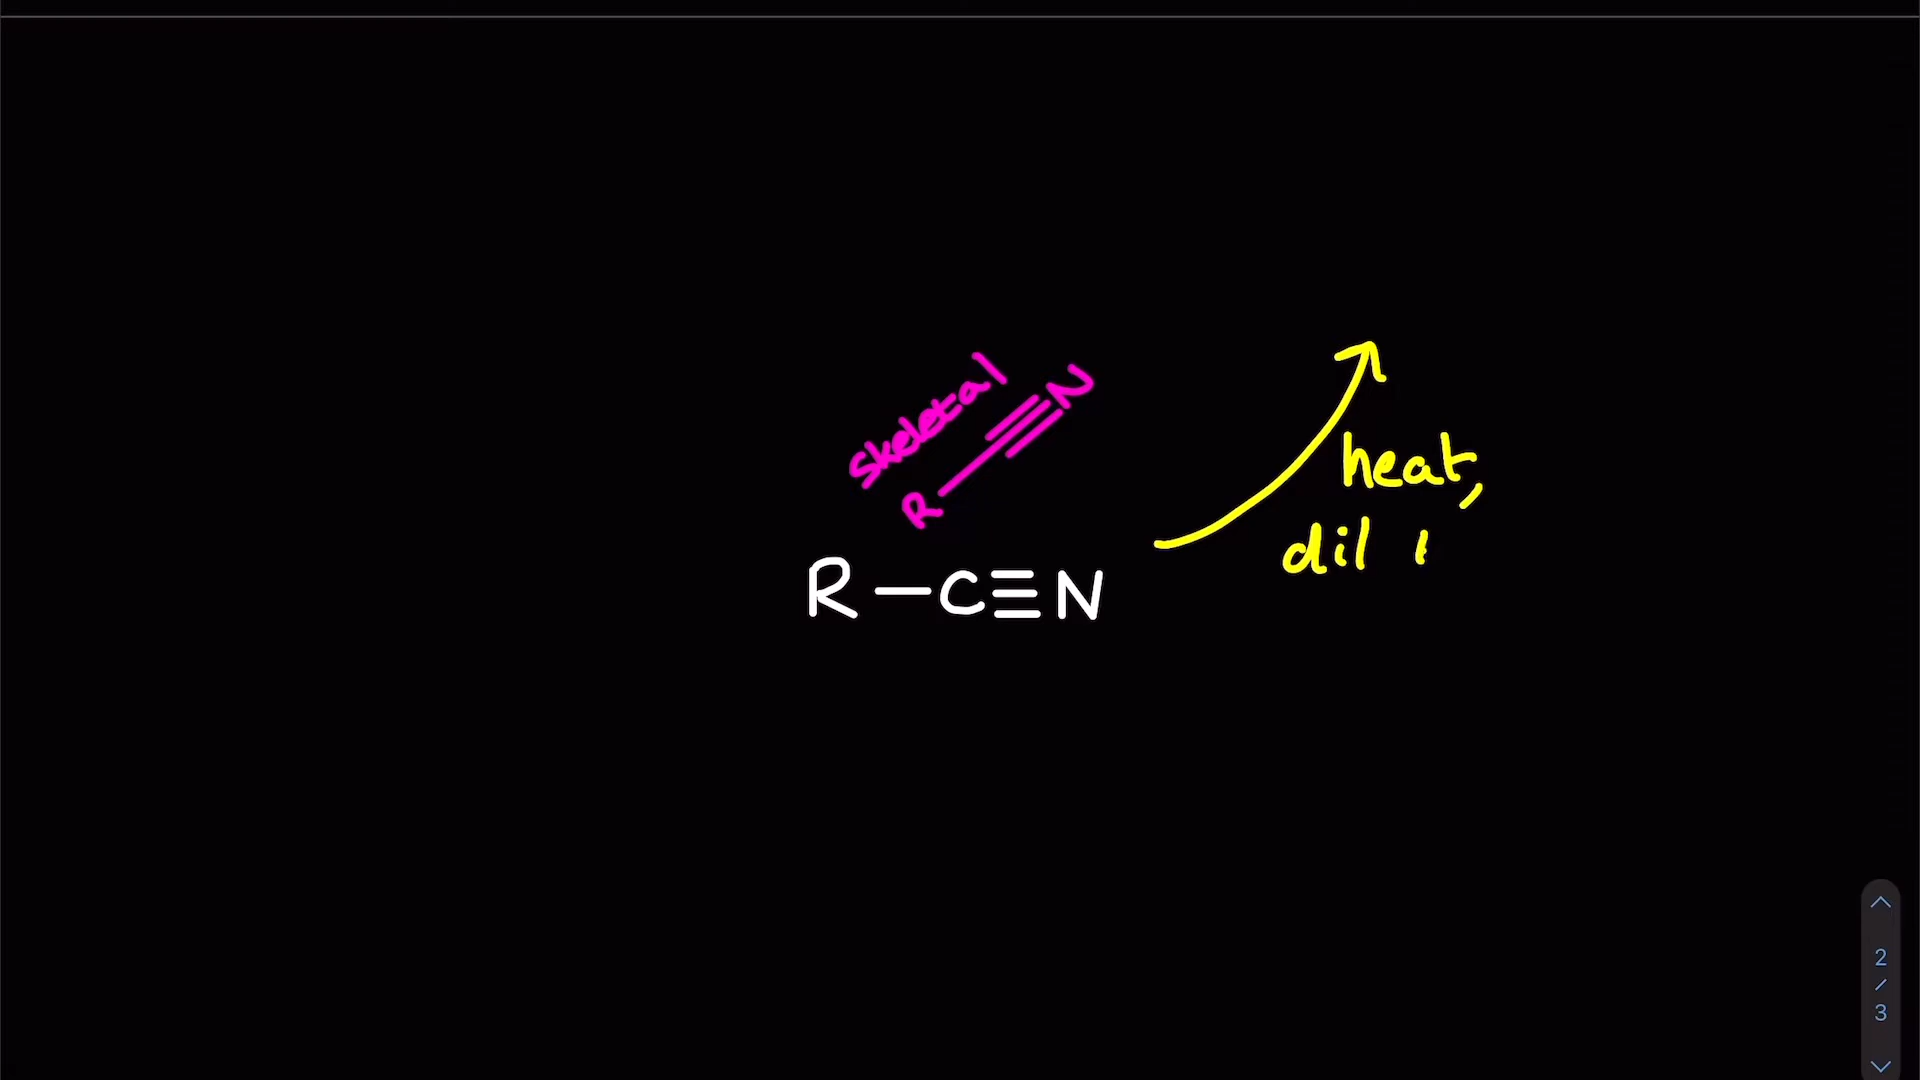 skeletal
R≡N
R—C≡N
heat,
dil
2
/
3